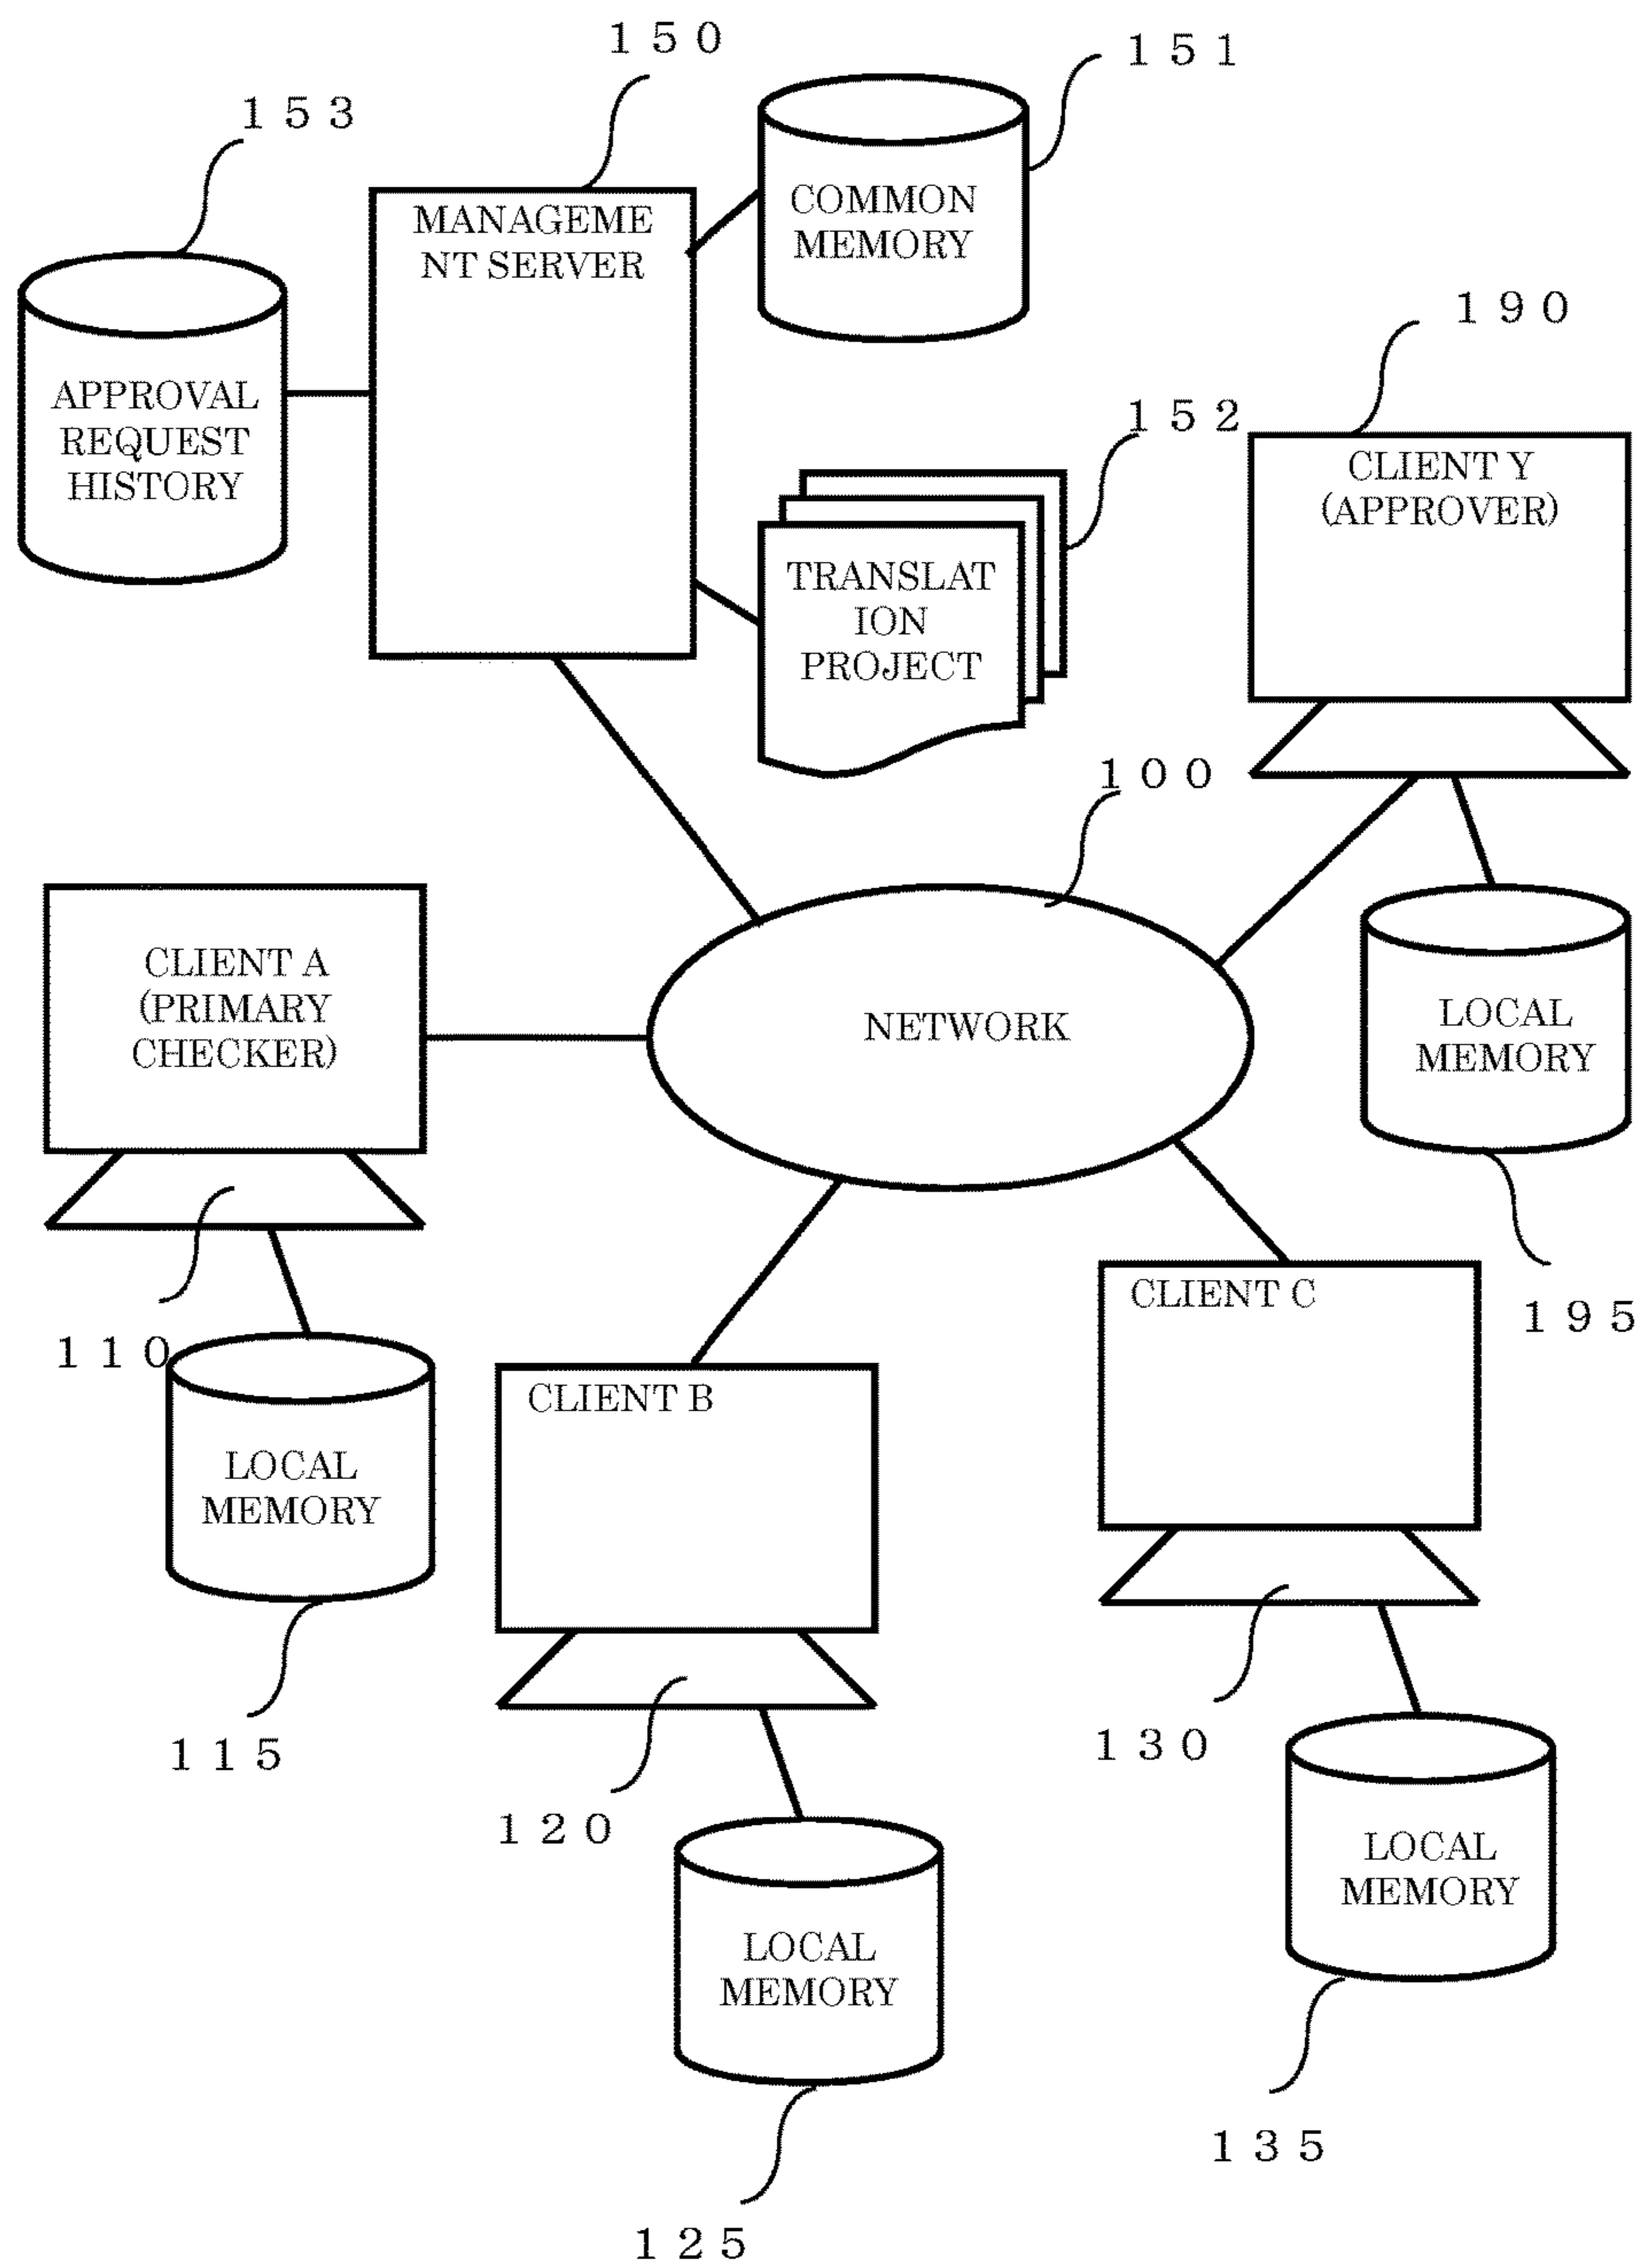 150
151
153
MANAGEME
NT SERVER
COMMON
MEMORY
190
APPROVAL
REQUEST
HISTORY
152
CLIENT Y
(APPROVER)
TRANSLAT
ION
PROJECT
100
CLIENT A
(PRIMARY
CHECKER)
NETWORK
LOCAL
MEMORY
195
110
CLIENT C
CLIENT B
LOCAL
MEMORY
115
120
130
LOCAL
MEMORY
LOCAL
MEMORY
135
125